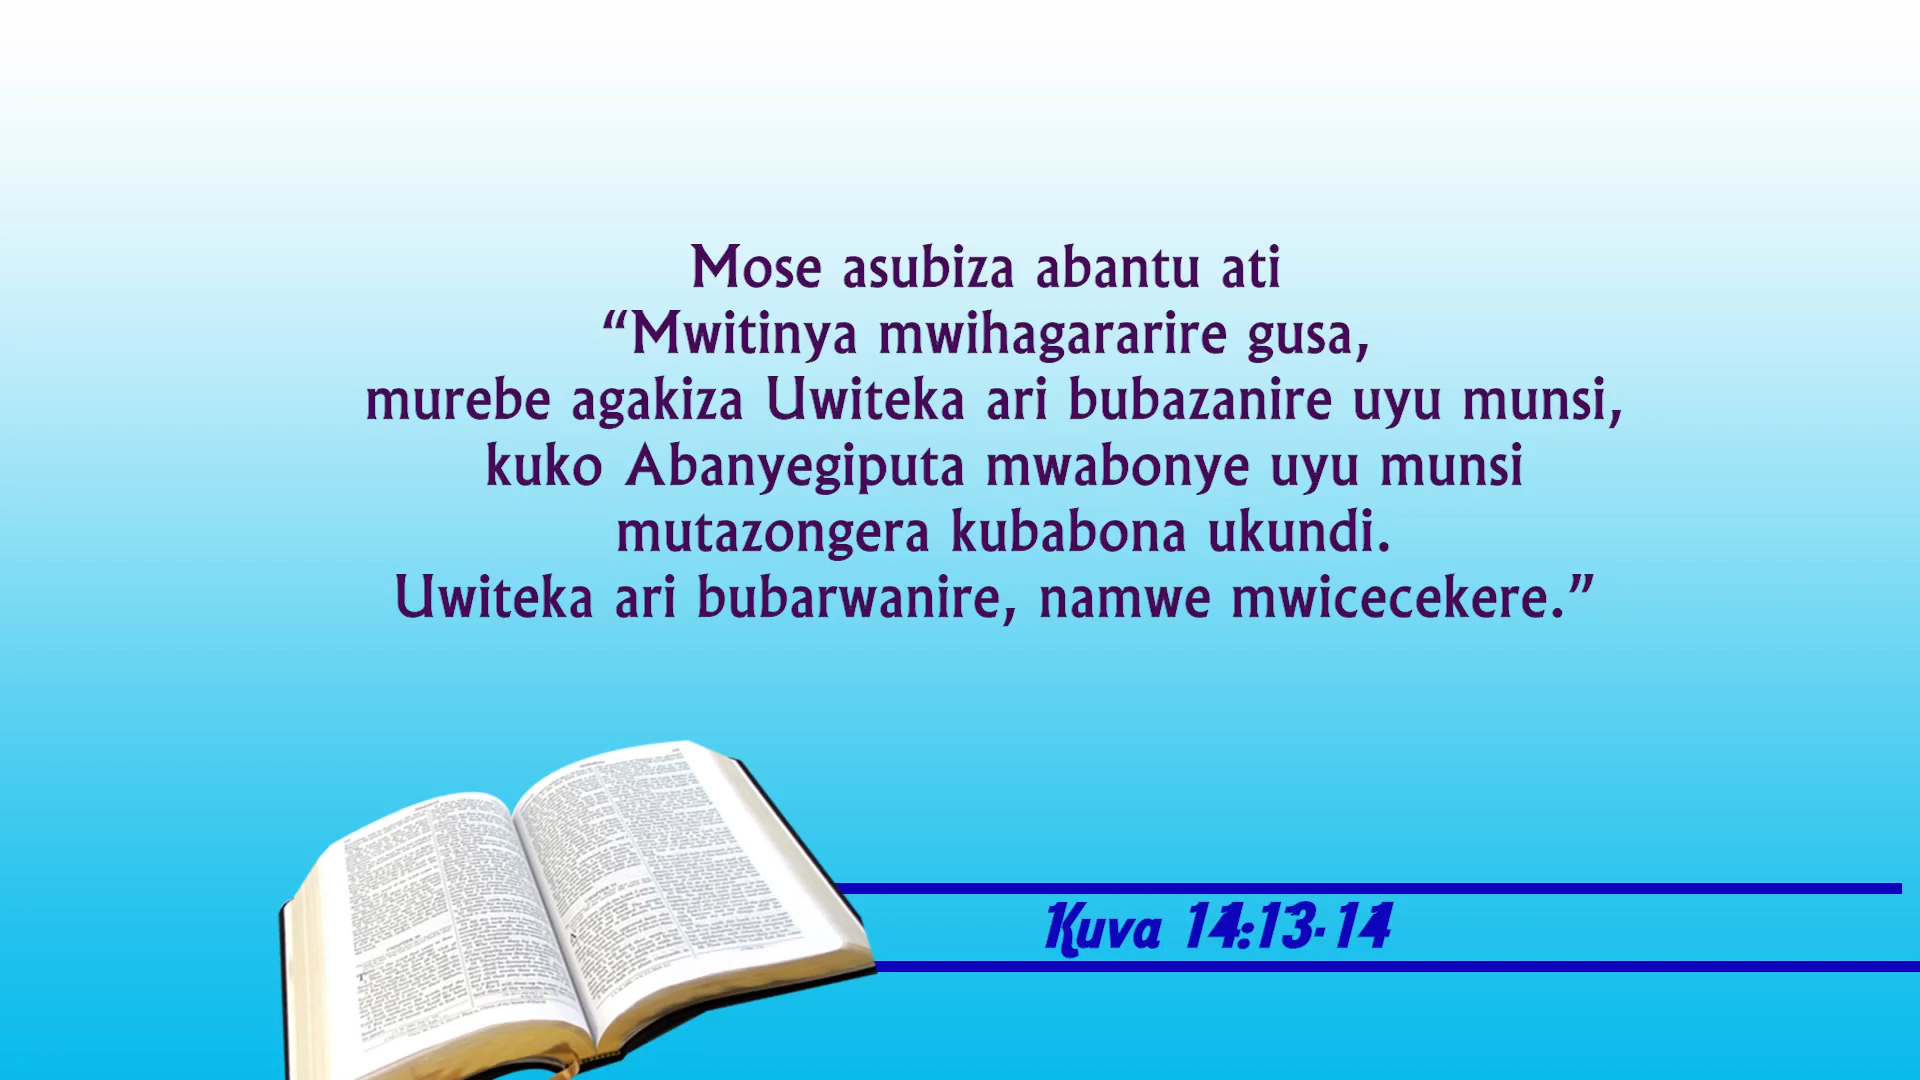 Mose asubiza abantu ati
“Mwitinya mwihagararire gusa,
murebe agakiza Uwiteka ari bubazanire uyu munsi,
kuko Abanyegiputa mwabonye uyu munsi
mutazongera kubabona ukundi.
Uwiteka ari bubarwanire, namwe mwicecekere.”
Kuva 14:13-14